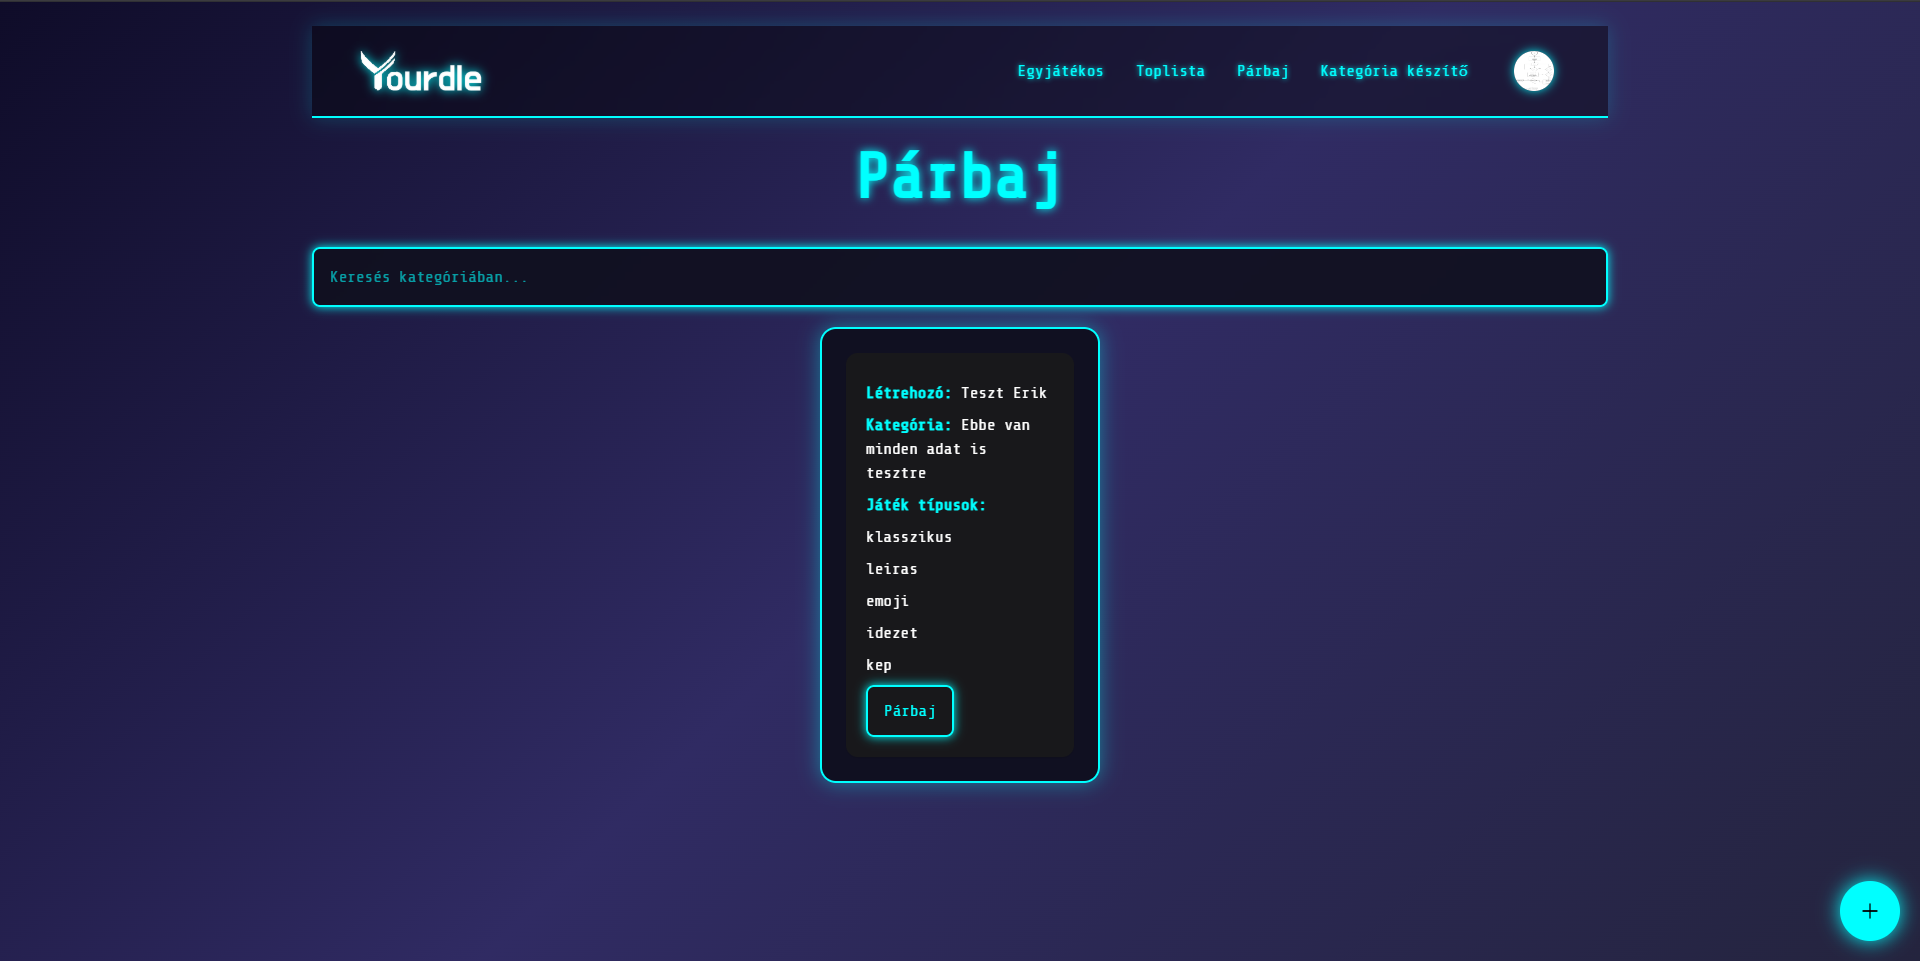 Yourdle
Egyjátékos Toplista Párbaj Kategória készítő
Párbaj
Keresés kategóriában...
Létrehozó: Teszt Erik
Kategória: Ebbe van
minden adat is
tesztre
Játék típusok:
klasszikus
leiras
emoji
idezet
kep
Párbaj
+